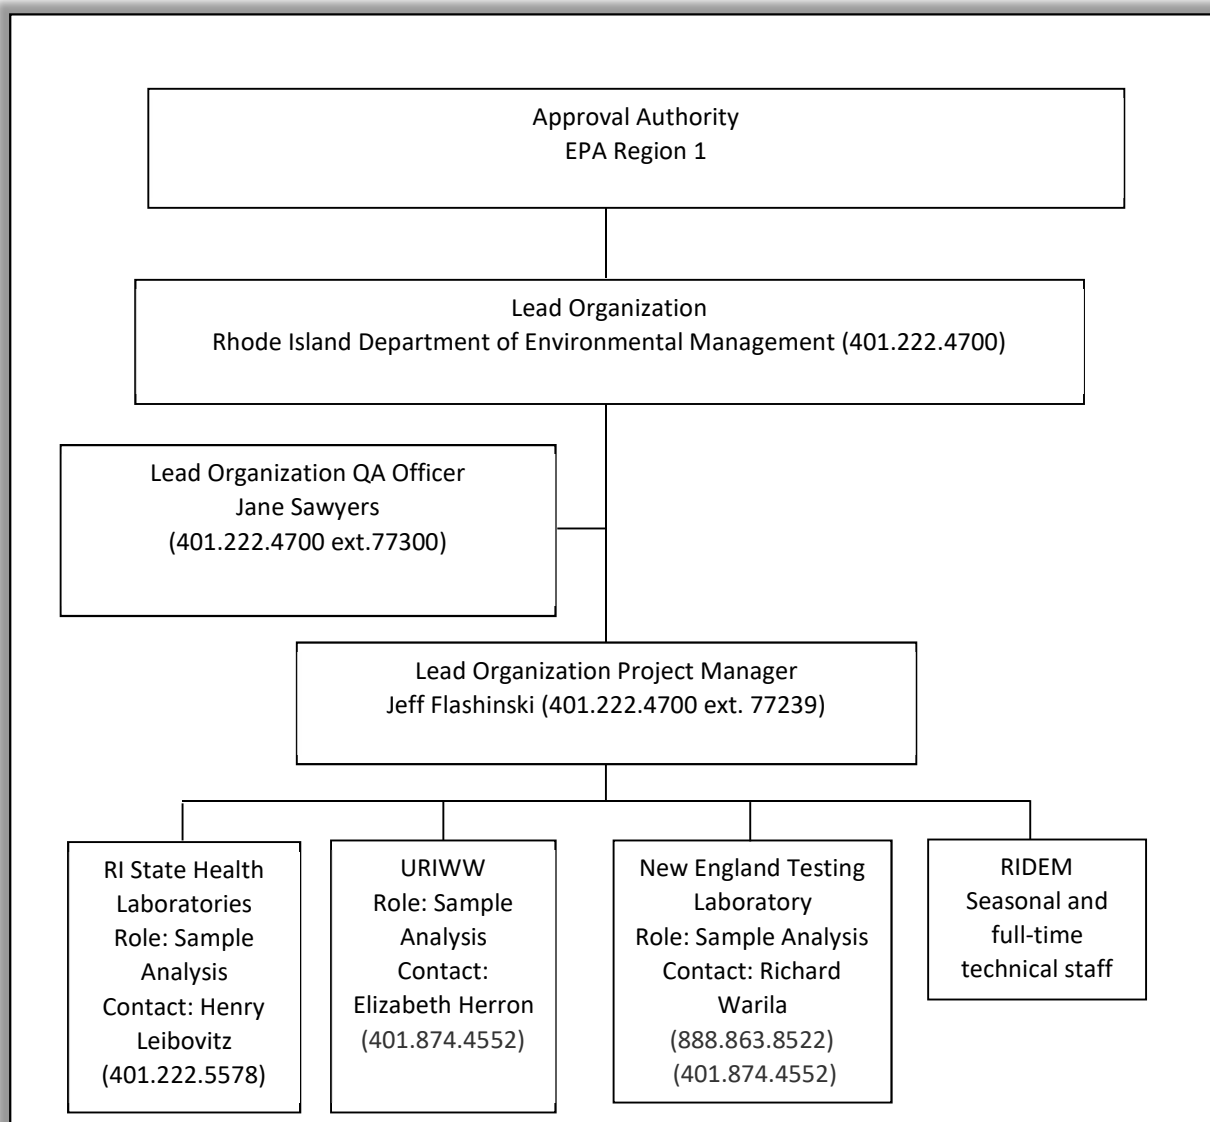 Approval Authority
EPA Region 1
Lead Organization
Rhode Island Department of Environmental Management (401.222.4700)
Lead Organization QA Officer
Jane Sawyers
(401.222.4700 ext.77300)
Lead Organization Project Manager
Jeff Flashinski (401.222.4700 ext. 77239)
RI State Health
Laboratories
Role: Sample
Analysis
Contact: Henry
Leibovitz
(401.222.5578)
URIWW
Role: Sample
Analysis
Contact:
Elizabeth Herron
(401.874.4552)
New England Testing
Laboratory
Role: Sample Analysis
Contact: Richard
Warila
(888.863.8522)
(401.874.4552)
RIDEM
Seasonal and
full-time
technical staff